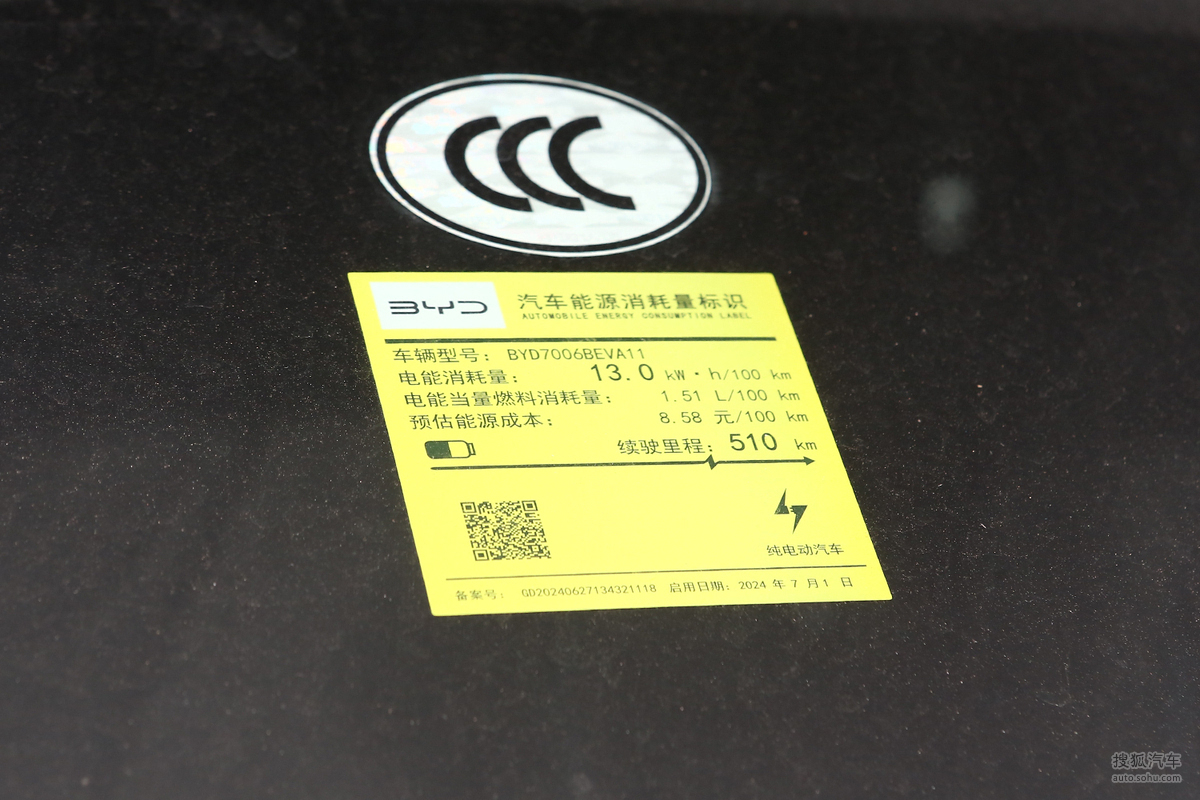 CCC
BYD
汽车能源消耗量标识
AUTOMOBILE ENERGY CONSUMPTION LABEL
车辆型号: BYD7006BEVA11
电能消耗量: 13.0 kW·h/100 km
电能当量燃料消耗量: 1.51 L/100 km
预估能源成本: 8.58 元/100 km
续驶里程: 510 km
纯电动汽车
备案号: GD20240627134321118 启用日期: 2024 年 7 月 1 日
搜狐汽车
auto.sohu.com